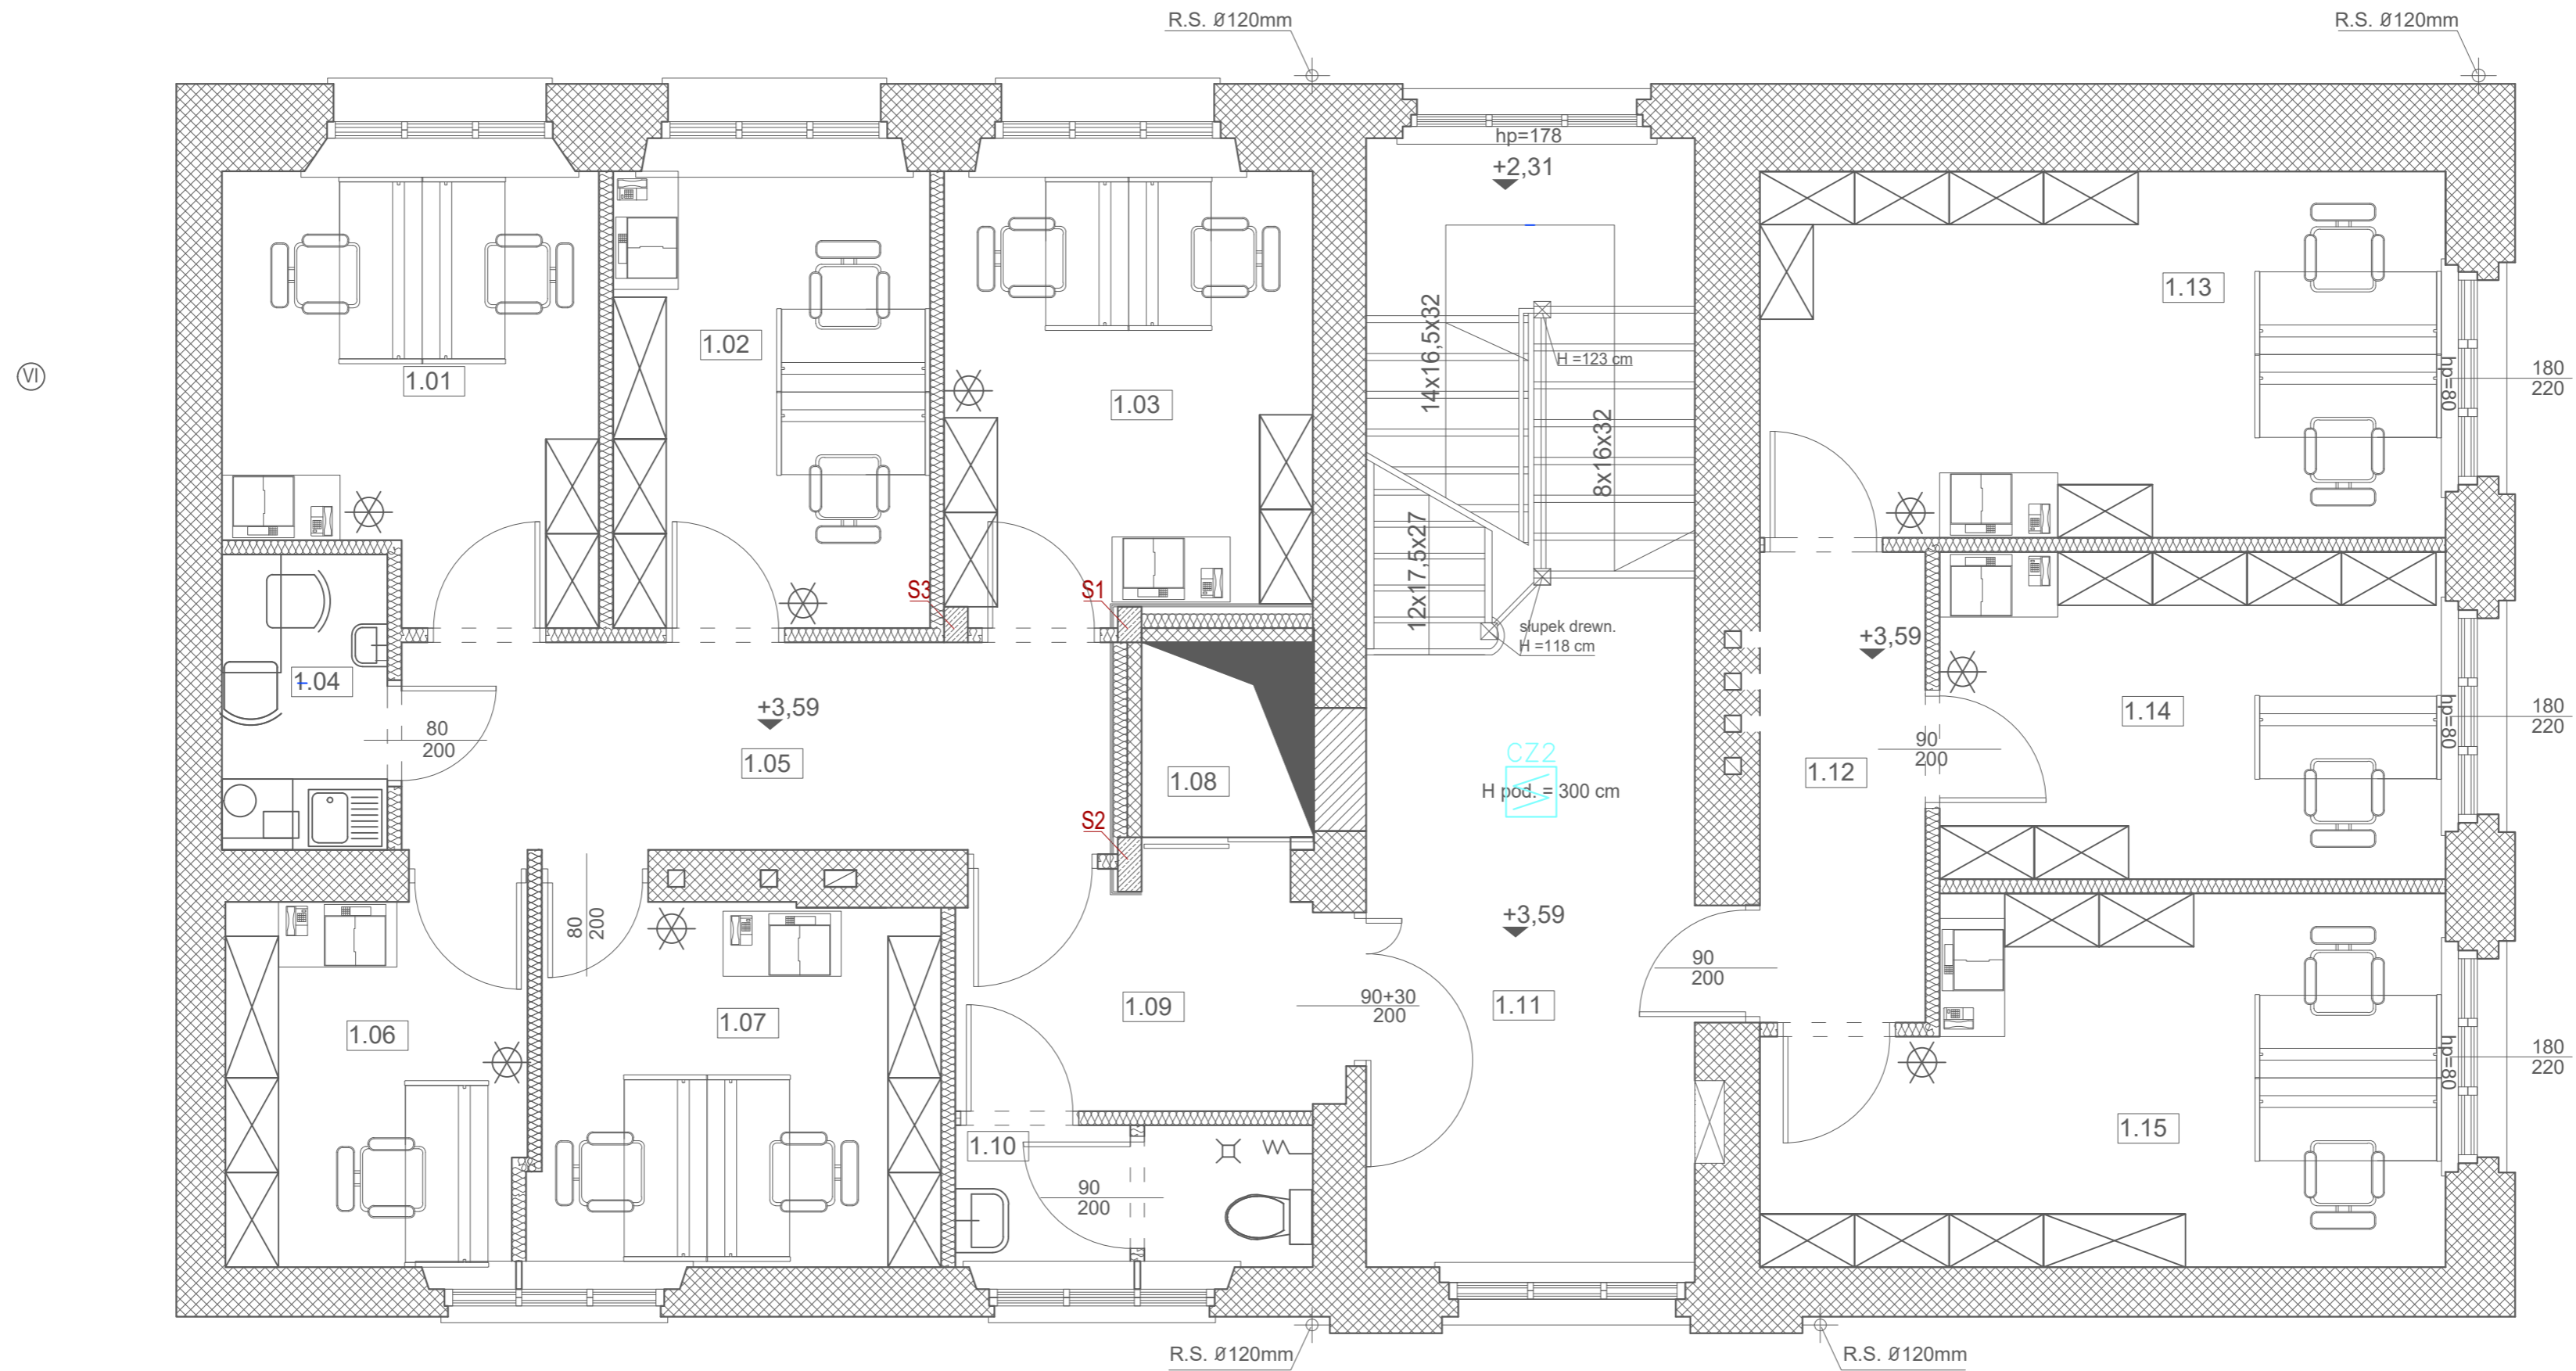 R.S. Ø120mm
R.S. Ø120mm
hp=178
+2,31
1.13
14x16,5x32
1.02
H =123 cm
VI
1.01
hp=80
180
220
1.03
8x16x32
12x17,5x27
S3
S1
słupek drewn.
H =118 cm
+3,59
1.04
+3,59
1.14
hp=80
180
220
80
200
1.05
90
200
CZ2
1.08
1.12
H pod. = 300 cm
S2
+3,59
80
200
90
200
1.06
1.07
1.09
90+30
200
1.11
hp=80
180
220
1.10
1.15
90
200
R.S. Ø120mm
R.S. Ø120mm